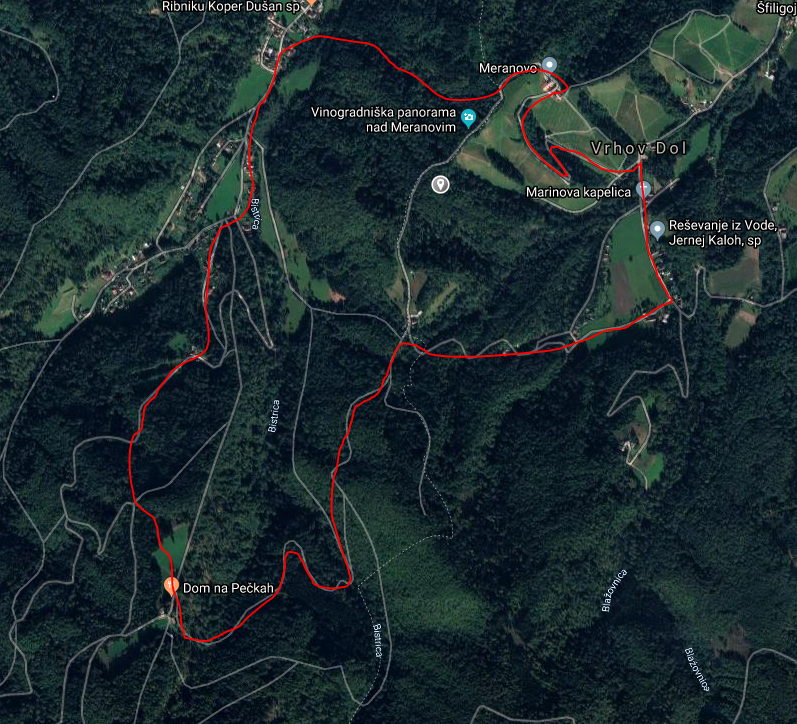 Ribniku Koper Dušan sp
Šfiligoj
Meranovo
Vinogradniška panorama
nad Meranovim
Vrhov Dol
Marinova kapelica
Bistrica
Reševanje iz Vode,
Jernej Kaloh, sp
Bistrica
Dom na Pečkah
Blažovnica
Bistrica
Blažovnica